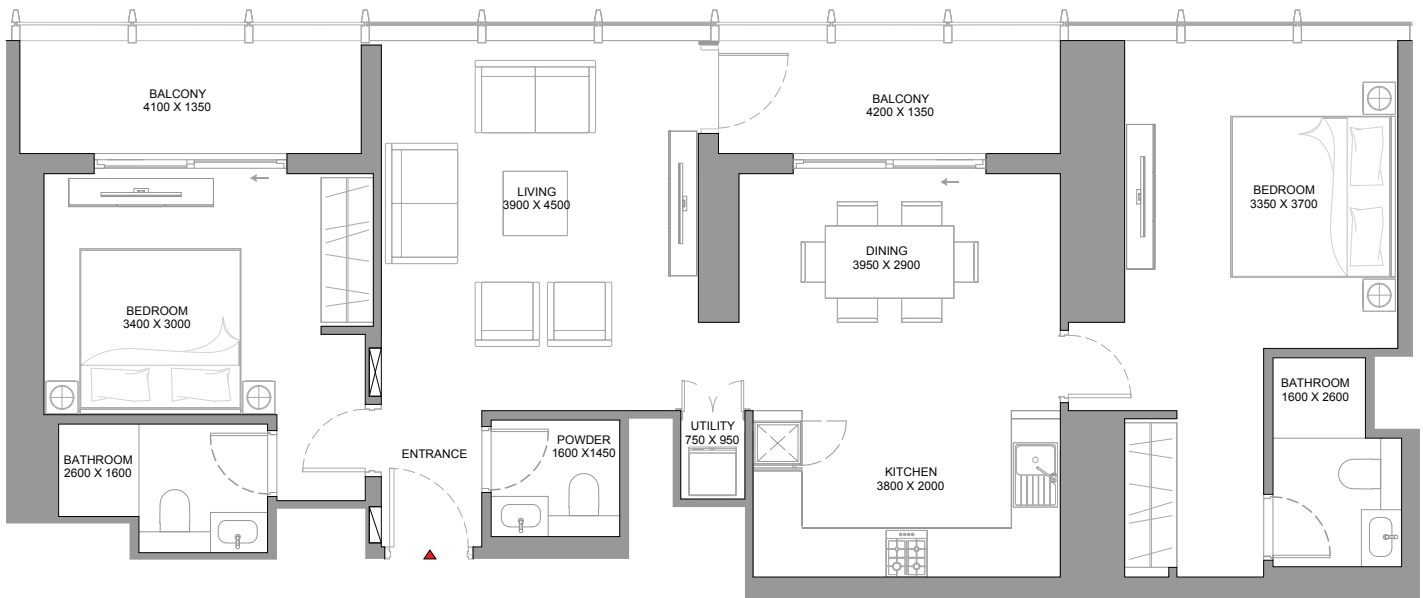 BALCONY
4100 X 1350
BALCONY
4200 X 1350
LIVING
3900 X 4500
BEDROOM
3350 X 3700
DINING
3950 X 2900
BEDROOM
3400 X 3000
BATHROOM
1600 X 2600
UTILITY
750 X 950
POWDER
1600 X1450
ENTRANCE
BATHROOM
2600 X 1600
KITCHEN
3800 X 2000